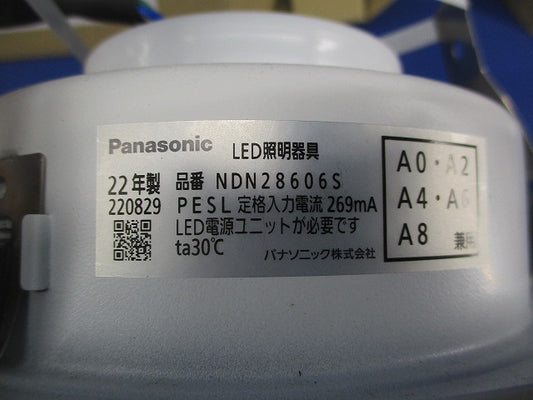 Panasonic LED照明器具
22年製 品番 NDN28606S
220829 PESL 定格入力電流 269mA
LED電源ユニットが必要です
ta30℃ パナソニック株式会社
A0・A2
A4・A6
A8 兼用